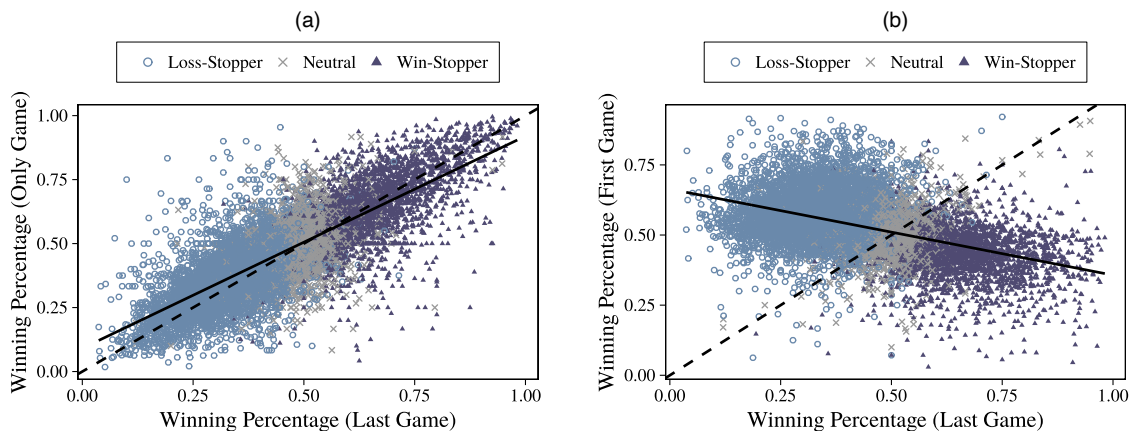 (a)
Loss-Stopper Neutral Win-Stopper
Winning Percentage (Only Game)
1.00
0.75
0.50
0.25
0.00
0.00 0.25 0.50 0.75 1.00
Winning Percentage (Last Game)
(b)
Loss-Stopper Neutral Win-Stopper
Winning Percentage (First Game)
0.75
0.50
0.25
0.00
0.00 0.25 0.50 0.75 1.00
Winning Percentage (Last Game)